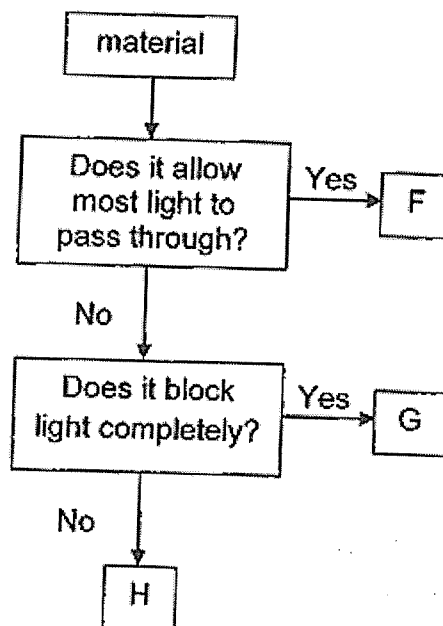 material
Does it allow
most light to
pass through?
Yes
F
No
Does it block
light completely?
Yes
G
No
H